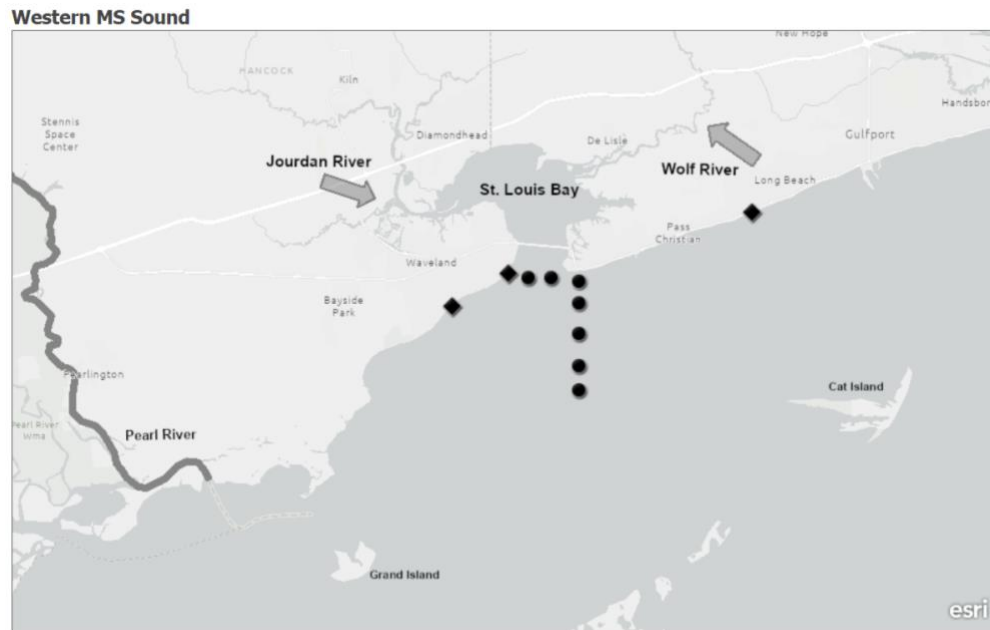 Western MS Sound
New Hope
HANCOCK
Kiln
Handsbor
Stennis
Space
Center
Diamondhead
De Lisle
Gulfport
Jourdan River
Wolf River
Long Beach
St. Louis Bay
Pass
Christian
Waveland
Bayside
Park
Pearlington
Cat Island
Pearl River
Wma
Pearl River
Grand Island
esri